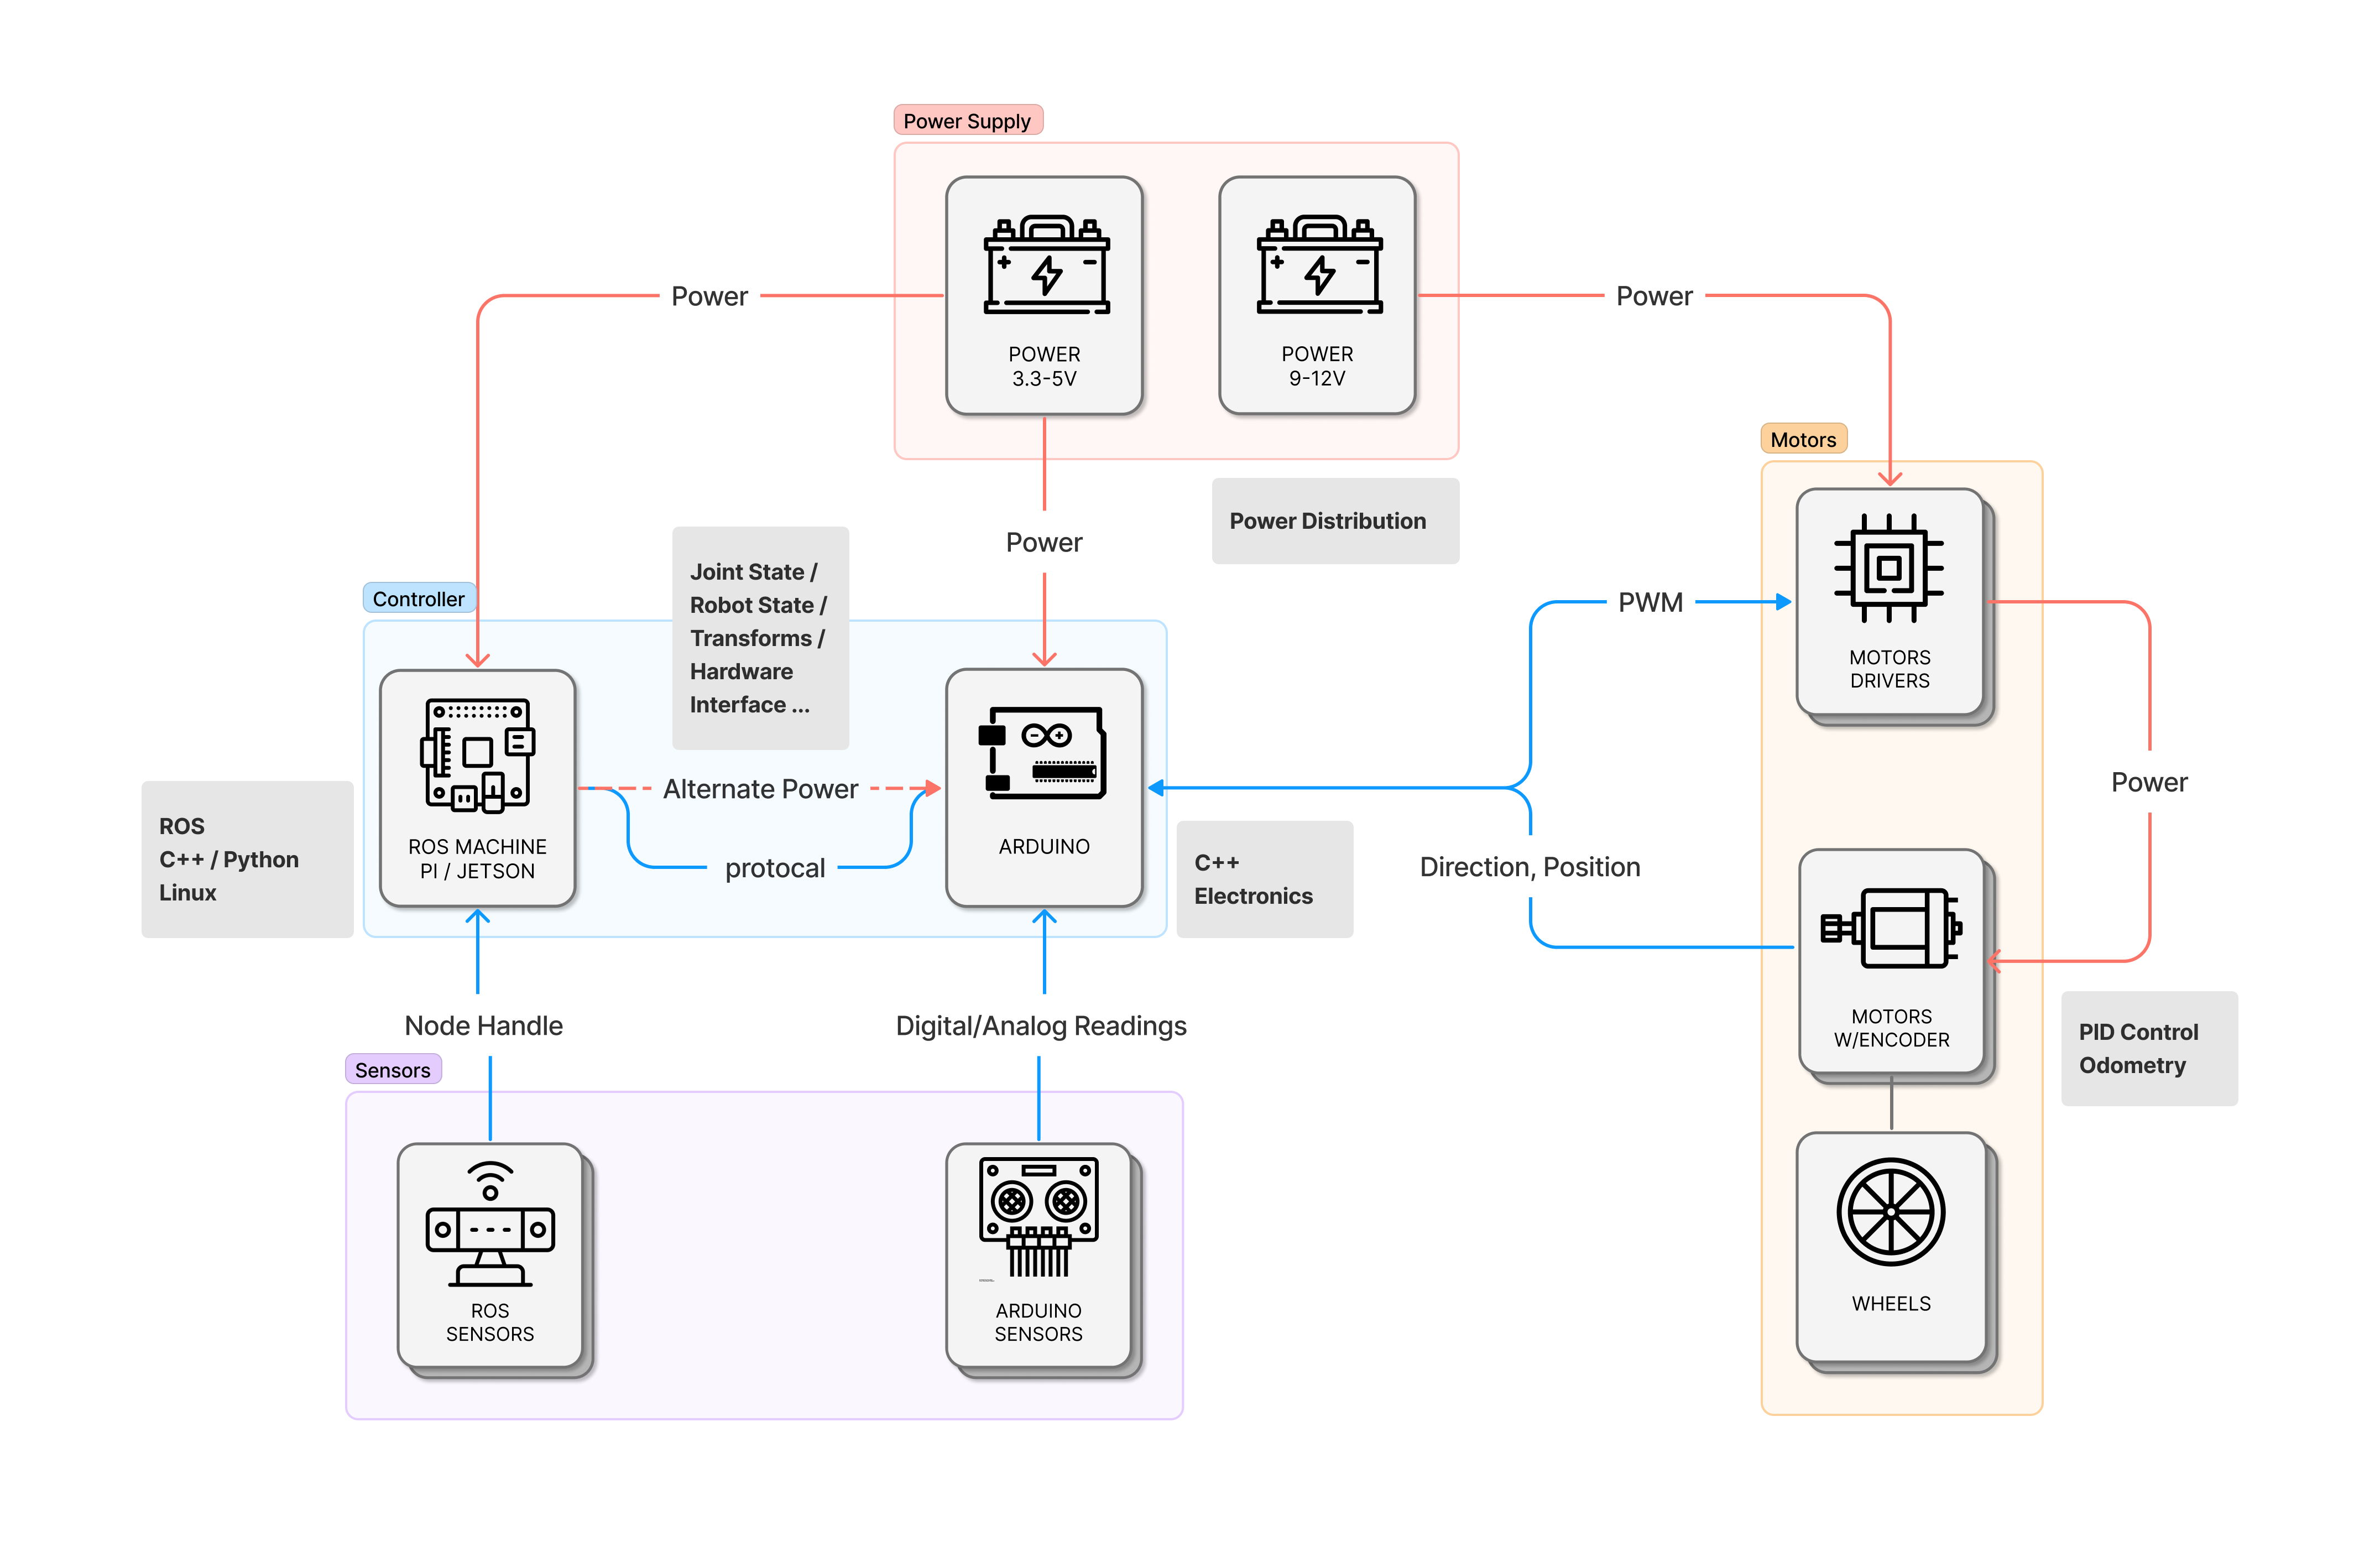 Power Supply
Power
POWER
3.3-5V
POWER
9-12V
Power
Motors
Power Distribution
Power
Joint State /
Robot State /
Transforms /
Hardware
Interface ...
Controller
PWM
MOTORS
DRIVERS
Power
Alternate Power
ROS
C++ / Python
Linux
ROS MACHINE
PI / JETSON
protocal
ARDUINO
C++
Electronics
Direction, Position
MOTORS
W/ENCODER
PID Control
Odometry
Node Handle
Digital/Analog Readings
Sensors
ROS
SENSORS
ARDUINO
SENSORS
WHEELS